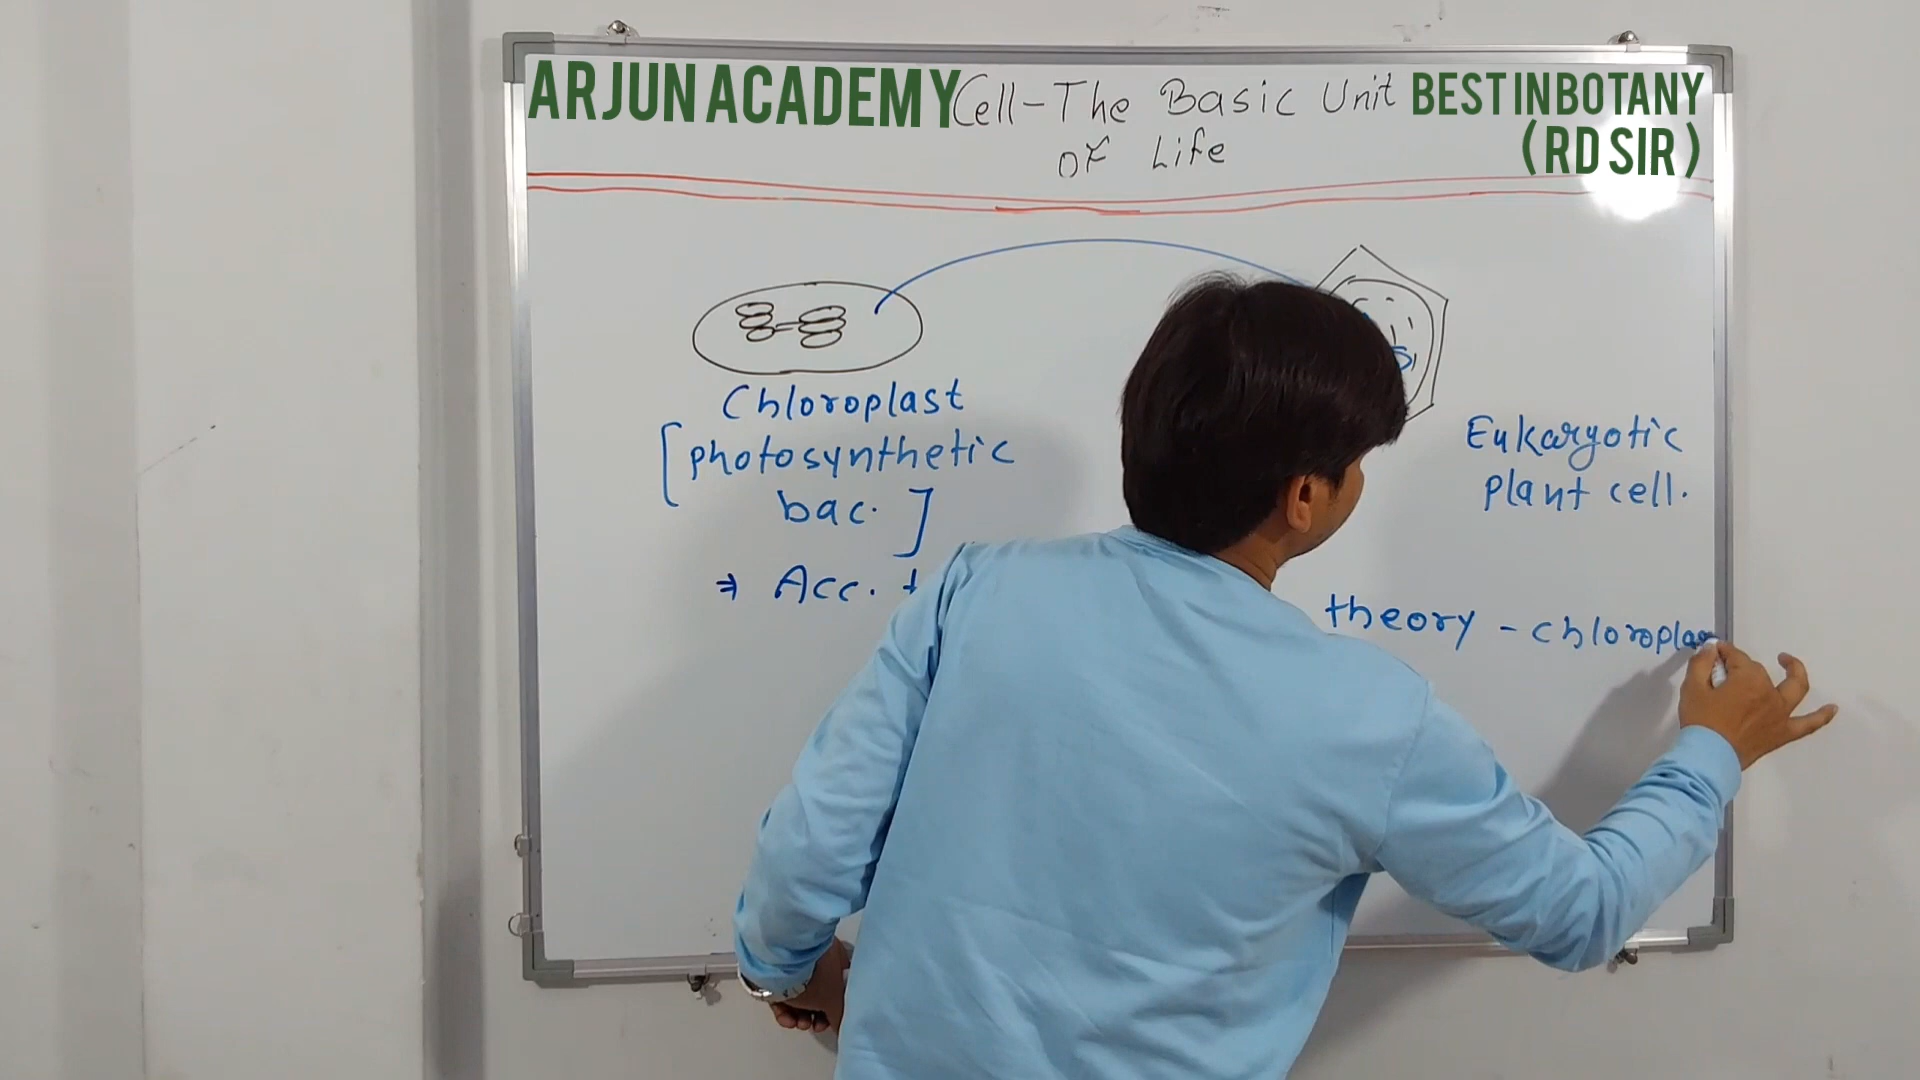 ARJUN ACADEMY
Cell-The Basic Unit
OF Life
BEST IN BOTANY
(RD SIR)
Chloroplast
[photosynthetic
bac.]
Eukaryotic
plant cell.
⇒ Acc. theory - chloroplas